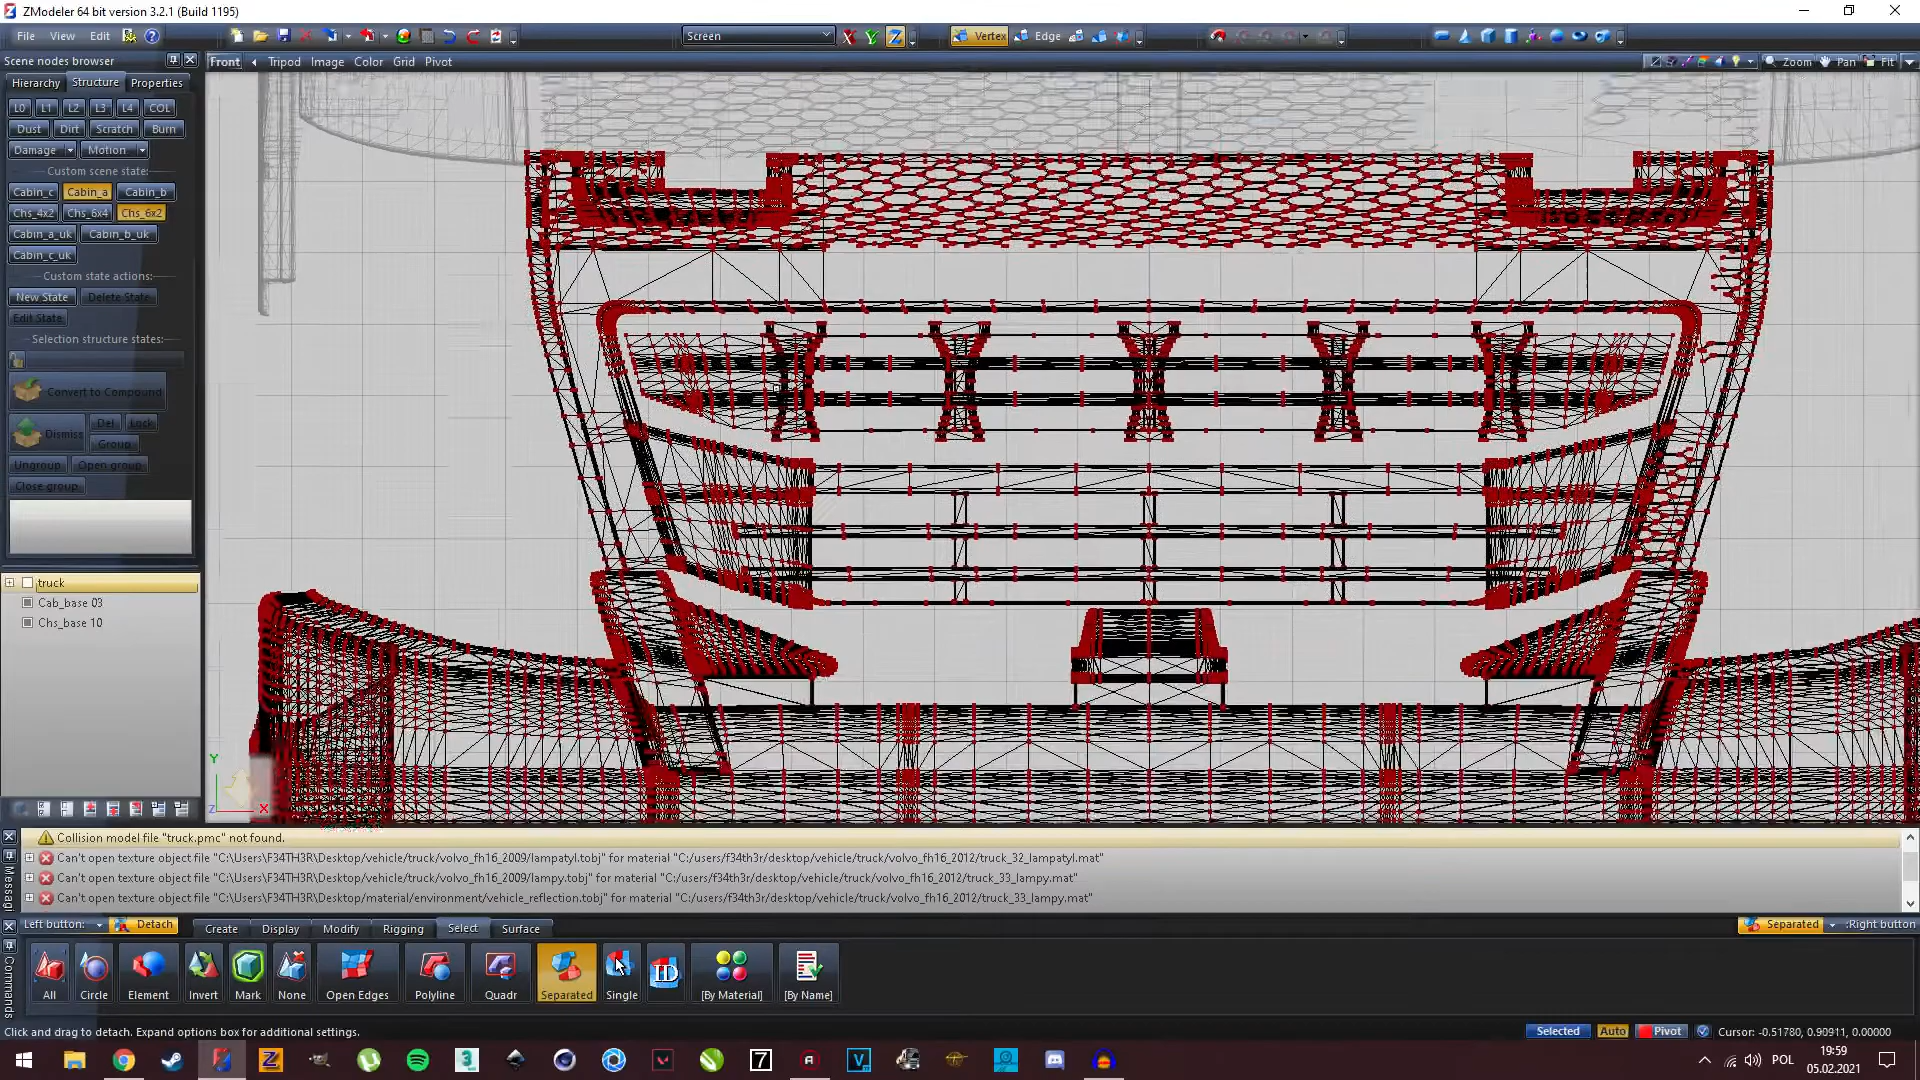 ZModeler 64 bit version 3.2.1 (Build 1195)
File View Edit Screen Vertex Edge
Scene nodes browser Front Tripod Image Color Grid Pivot Zoom Pan Fit
Hierarchy Structure Properties
L0 L1 L2 L3 L4 COL
Dust Dirt Scratch Burn
Damage Motion
Custom scene state:
Cabin_c Cabin_a Cabin_b
Chs_4x2 Chs_6x4 Chs_6x2
Cabin_a_uk Cabin_b_uk
Cabin_c_uk
Custom state actions:
New State Delete State
Edit State
Selection structure states:
Convert to Compound
Del Lock
Dismiss
Group
Ungroup Open group
Close group
truck
Cab_base 03
Chs_base 10
Y
Z X
Collision model file "truck.pmc" not found.
Can't open texture object file "C:\Users\F34TH3R\Desktop/vehicle/truck/volvo_fh16_2009/lampatyl.tobj" for material "C:/users/f34th3r/desktop/vehicle/truck/volvo_fh16_2012/truck_32_lampatyl.mat"
Can't open texture object file "C:\Users\F34TH3R\Desktop/vehicle/truck/volvo_fh16_2009/lampy.tobj" for material "C:/users/f34th3r/desktop/vehicle/truck/volvo_fh16_2012/truck_33_lampy.mat"
Can't open texture object file "C:\Users\F34TH3R\Desktop/material/environment/vehicle_reflection.tobj" for material "C:/users/f34th3r/desktop/vehicle/truck/volvo_fh16_2012/truck_33_lampy.mat"
Messagi
Left button: Detach Create Display Modify Rigging Select Surface Separated :Right button
Commands
All Circle Element Invert Mark None Open Edges Polyline Quadr Separated Single ID [By Material] [By Name]
Click and drag to detach. Expand options box for additional settings. Selected Auto Pivot Cursor: -0.51780, 0.90911, 0.00000
POL
19:59
05.02.2021